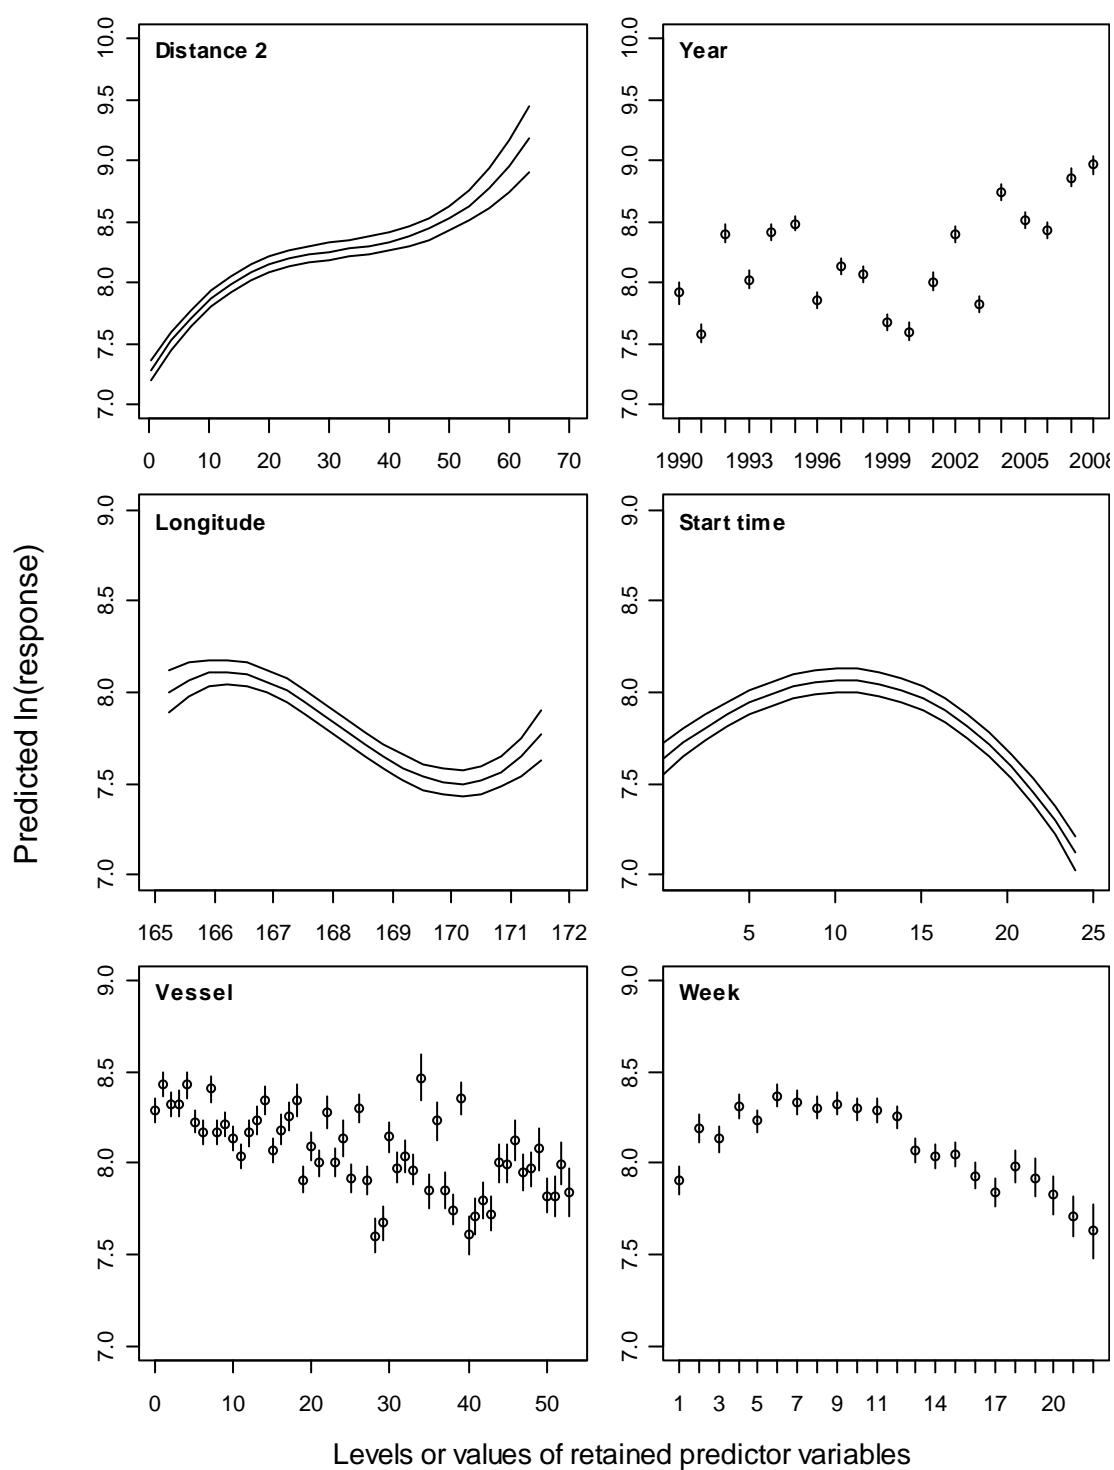 Distance 2
10.0
9.5
9.0
8.5
8.0
7.5
7.0
0 10 20 30 40 50 60 70
Year
10.0
9.5
9.0
8.5
8.0
7.5
7.0
1990 1993 1996 1999 2002 2005 2008
Longitude
9.0
8.5
8.0
7.5
7.0
165 166 167 168 169 170 171 172
Start time
9.0
8.5
8.0
7.5
7.0
5 10 15 20 25
Vessel
9.0
8.5
8.0
7.5
7.0
0 10 20 30 40 50
Week
9.0
8.5
8.0
7.5
7.0
1 3 5 7 9 11 14 17 20
Predicted ln(response)
Levels or values of retained predictor variables